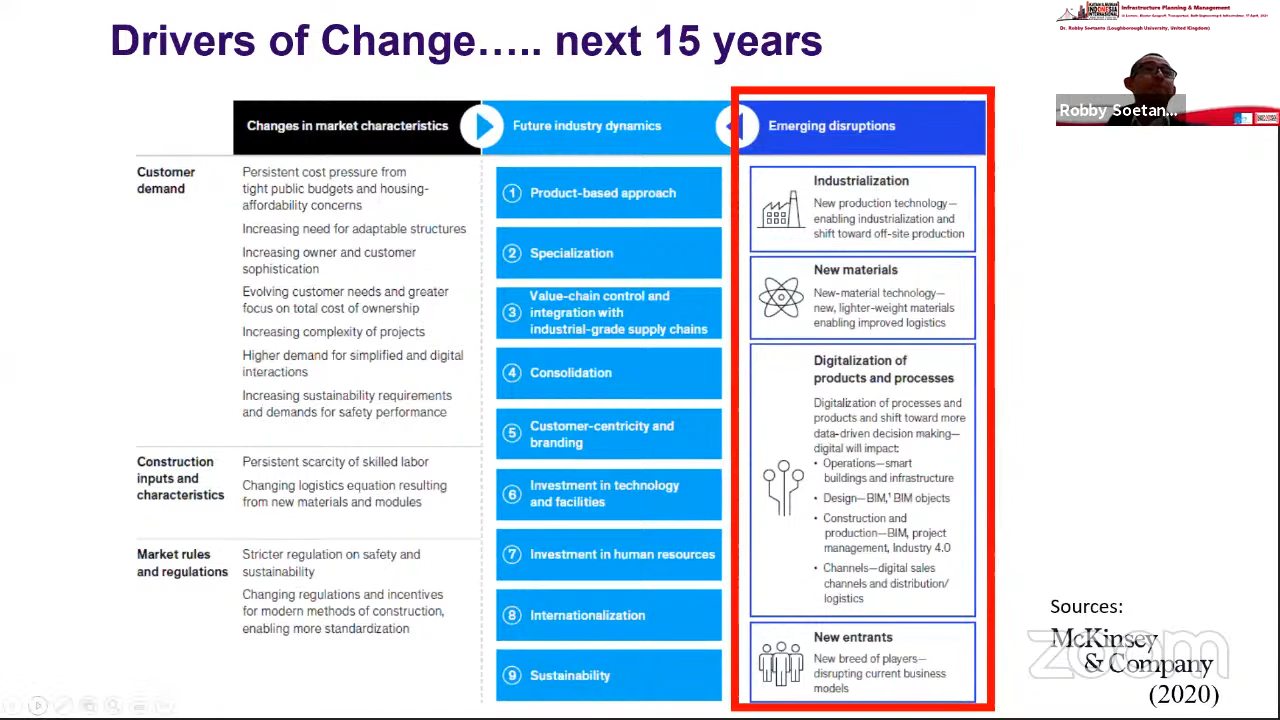 Drivers of Change..... next 15 years
Infrastructure Planning & Management
Dr. Robby Soetanto (Loughborough University, United Kingdom)
Robby Soetan...
Changes in market characteristics
Future industry dynamics
Emerging disruptions
Customer
demand
Persistent cost pressure from
tight public budgets and housing-
affordability concerns
Increasing need for adaptable structures
Increasing owner and customer
sophistication
Evolving customer needs and greater
focus on total cost of ownership
Increasing complexity of projects
Higher demand for simplified and digital
interactions
Increasing sustainability requirements
and demands for safety performance
Construction
inputs and
characteristics
Persistent scarcity of skilled labor
Changing logistics equation resulting
from new materials and modules
Market rules
and regulations
Stricter regulation on safety and
sustainability
Changing regulations and incentives
for modern methods of construction,
enabling more standardization
1 Product-based approach
2 Specialization
3 Value-chain control and
integration with
industrial-grade supply chains
4 Consolidation
5 Customer-centricity and
branding
6 Investment in technology
and facilities
7 Investment in human resources
8 Internationalization
9 Sustainability
Industrialization
New production technology—
enabling industrialization and
shift toward off-site production
New materials
New-material technology—
new, lighter-weight materials
enabling improved logistics
Digitalization of
products and processes
Digitalization of processes and
products and shift toward more
data-driven decision making—
digital will impact:
• Operations—smart
buildings and infrastructure
• Design—BIM,¹ BIM objects
• Construction and
production—BIM, project
management, Industry 4.0
• Channels—digital sales
channels and distribution/
logistics
New entrants
New breed of players—
disrupting current business
models
Sources:
McKinsey
& Company
(2020)
zoom